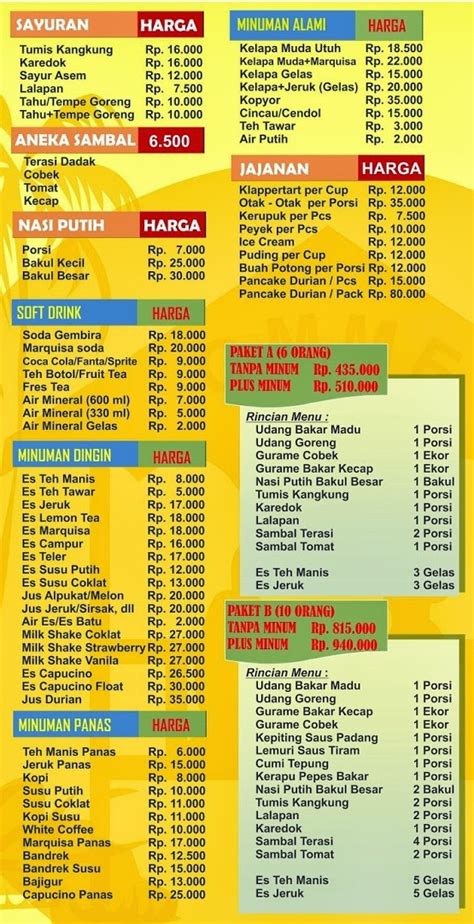 SAYURAN HARGA
Tumis Kangkung Rp. 16.000
Karedok Rp. 16.000
Sayur Asem Rp. 12.000
Lalapan Rp. 7.500
Tahu/Tempe Goreng Rp. 10.000
Tahu+Tempe Goreng Rp. 10.000
ANEKA SAMBAL 6.500
Terasi Dadak
Cobek
Tomat
Kecap
NASI PUTIH HARGA
Porsi Rp. 7.000
Bakul Kecil Rp. 25.000
Bakul Besar Rp. 30.000
SOFT DRINK HARGA
Soda Gembira Rp. 18.000
Marquisa soda Rp. 20.000
Coca Cola/Fanta/Sprite Rp. 9.000
Teh Botol/Fruit Tea Rp. 9.000
Fres Tea Rp. 9.000
Air Mineral (600 ml) Rp. 7.000
Air Mineral (330 ml) Rp. 5.000
Air Mineral Gelas Rp. 2.000
MINUMAN DINGIN HARGA
Es Teh Manis Rp. 8.000
Es Teh Tawar Rp. 5.000
Es Jeruk Rp. 17.000
Es Lemon Tea Rp. 18.000
Es Marquisa Rp. 18.000
Es Campur Rp. 16.000
Es Teler Rp. 17.000
Es Susu Putih Rp. 12.000
Es Susu Coklat Rp. 13.000
Jus Alpukat/Melon Rp. 20.000
Jus Jeruk/Sirsak, dll Rp. 20.000
Air Es/Es Batu Rp. 2.000
Milk Shake Coklat Rp. 27.000
Milk Shake Strawberry Rp. 27.000
Milk Shake Vanila Rp. 27.000
Es Capucino Rp. 26.500
Es Capucino Float Rp. 30.000
Jus Durian Rp. 35.000
MINUMAN PANAS HARGA
Teh Manis Panas Rp. 6.000
Jeruk Panas Rp. 15.000
Kopi Rp. 8.000
Susu Putih Rp. 10.000
Susu Coklat Rp. 11.000
Kopi Susu Rp. 11.000
White Coffee Rp. 10.000
Marquisa Panas Rp. 17.000
Bandrek Rp. 12.500
Bandrek Susu Rp. 15.000
Bajigur Rp. 13.000
Capucino Panas Rp. 25.000
MINUMAN ALAMI HARGA
Kelapa Muda Utuh Rp. 18.500
Kelapa Muda+Marquisa Rp. 22.000
Kelapa Gelas Rp. 15.000
Kelapa+Jeruk (Gelas) Rp. 20.000
Kopyor Rp. 35.000
Cincau/Cendol Rp. 15.000
Teh Tawar Rp. 3.000
Air Putih Rp. 2.000
JAJANAN HARGA
Klappertart per Cup Rp. 12.000
Otak - Otak per Porsi Rp. 35.000
Kerupuk per Pcs Rp. 7.500
Peyek per Pcs Rp. 10.000
Ice Cream Rp. 12.000
Puding per Cup Rp. 12.000
Buah Potong per Porsi Rp. 12.000
Pancake Durian / Pcs Rp. 15.000
Pancake Durian / Pack Rp. 80.000
PAKET A (6 ORANG)
TANPA MINUM Rp. 435.000
PLUS MINUM Rp. 510.000
Rincian Menu :
Udang Bakar Madu 1 Porsi
Udang Goreng 1 Porsi
Gurame Cobek 1 Ekor
Gurame Bakar Kecap 1 Ekor
Nasi Putih Bakul Besar 1 Bakul
Tumis Kangkung 1 Porsi
Karedok 1 Porsi
Lalapan 1 Porsi
Sambal Terasi 2 Porsi
Sambal Tomat 1 Porsi
Es Teh Manis 3 Gelas
Es Jeruk 3 Gelas
PAKET B (10 ORANG)
TANPA MINUM Rp. 815.000
PLUS MINUM Rp. 940.000
Rincian Menu :
Udang Bakar Madu 1 Porsi
Udang Goreng 1 Porsi
Gurame Bakar Kecap 1 Ekor
Gurame Cobek 1 Ekor
Kepiting Saus Padang 1 Porsi
Lemuri Saus Tiram 1 Porsi
Cumi Tepung 1 Porsi
Kerapu Pepes Bakar 1 Porsi
Nasi Putih Bakul Besar 2 Bakul
Tumis Kangkung 2 Porsi
Lalapan 1 Porsi
Karedok 1 Porsi
Sambal Terasi 4 Porsi
Sambal Tomat 2 Porsi
Es Teh Manis 5 Gelas
Es Jeruk 5 Gelas